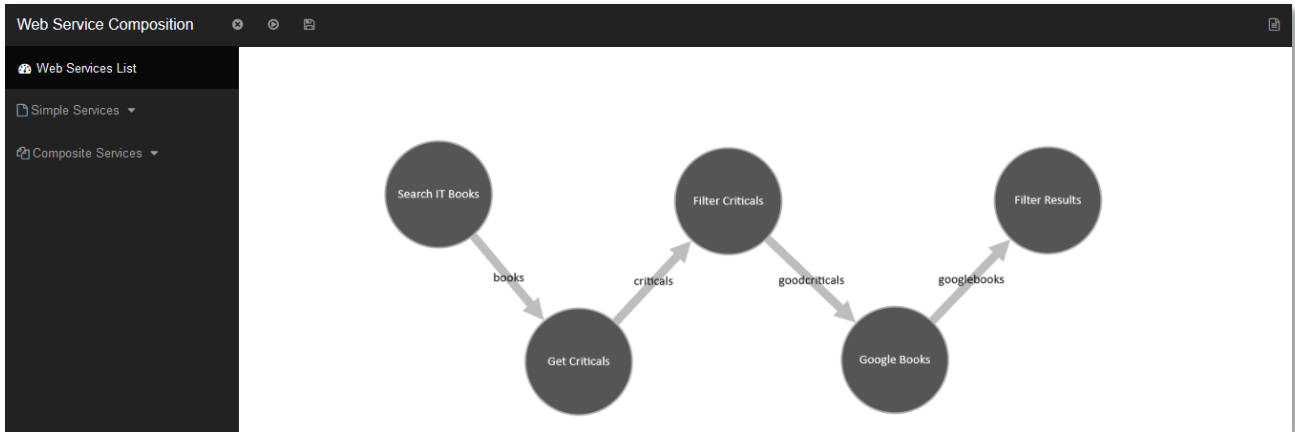 Web Service Composition
Web Services List
Simple Services
Composite Services
Search IT Books
Filter Criticals
Filter Results
books
criticals
goodcriticals
googlebooks
Get Criticals
Google Books